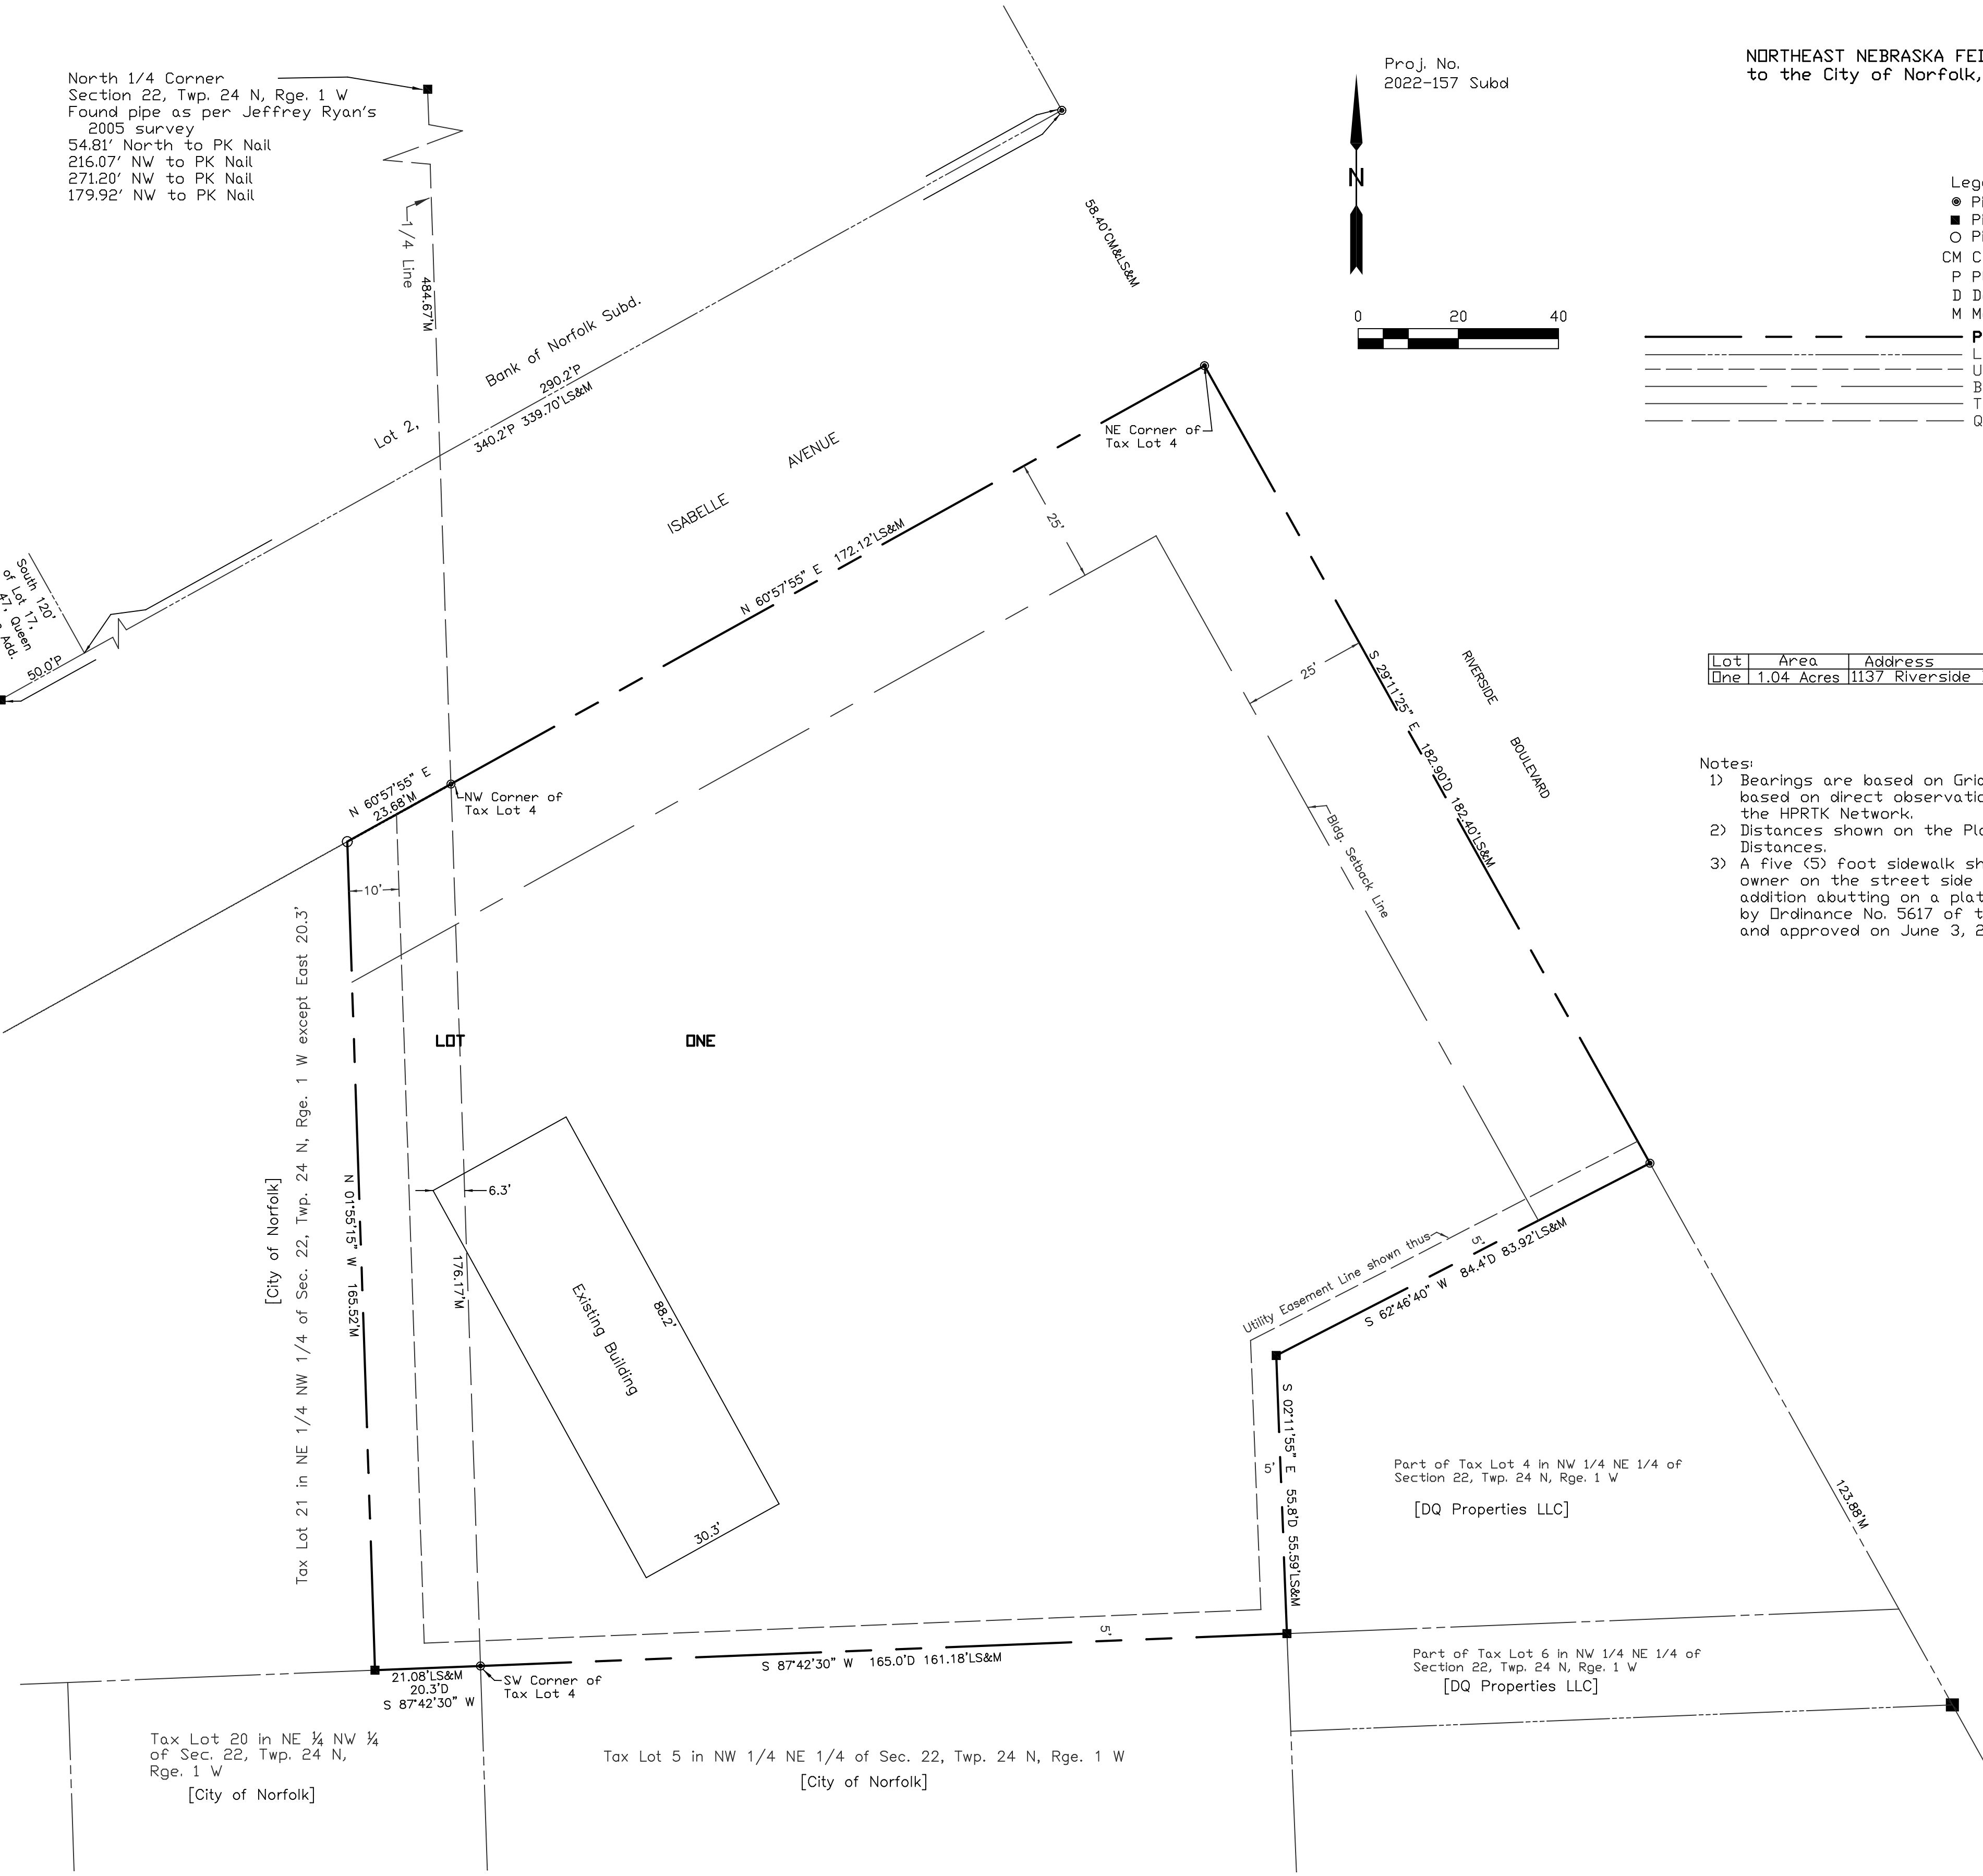 North 1/4 Corner
Section 22, Twp. 24 N, Rge. 1 W
Found pipe as per Jeffrey Ryan's
2005 survey
54.81' North to PK Nail
216.07' NW to PK Nail
271.20' NW to PK Nail
179.92' NW to PK Nail
1/4 Line
484.67'M
Proj. No.
2022-157 Subd
NORTHEAST NEBRASKA
to the City of Norfolk,
N
0 20 40
CM
P
D
M
58.40'CM&LS&M
Lot 2, Bank of Norfolk Subd.
290.2'P
340.2'P 339.70'LS&M
ISABELLE AVENUE
NE Corner of
Tax Lot 4
25'
N 60°57'55" E 172.12'LS&M
South 120'
of Lot 17,
47, Queen
Add.
50.0'P
25'
S 29°11'25" E 182.90'D 182.40'LS&M
RIVERSIDE BOULEVARD
Lot Area Address
One 1.04 Acres 1137 Riverside
Notes:
1) Bearings are based on Grid
based on direct
the HPRTK Network.
2) Distances shown on the
Distances.
3) A five (5) foot sidewalk
owner on the street side
addition abutting on a
by Ordinance No. 5617 of
and approved on June 3,
N 60°57'55" E
23.68'M
NW Corner of
Tax Lot 4
10'
Bldg. Setback Line
LOT ONE
Tax Lot 21 in NE 1/4 NW 1/4 of Sec. 22, Twp. 24 N, Rge. 1 W except East 20.3'
[City of Norfolk]
N 01°55'15" W 165.52'M
6.3'
176.17'M
Existing Building
88.2'
30.3'
Utility Easement Line shown thus
5'
S 62°46'40" W 84.4'D 83.92'LS&M
S 02°11'55" E 55.8'D 55.59'LS&M
5'
Part of Tax Lot 4 in NW 1/4 NE 1/4 of
Section 22, Twp. 24 N, Rge. 1 W
[DQ Properties LLC]
123.88'M
5'
S 87°42'30" W 165.0'D 161.18'LS&M
21.08'LS&M
20.3'D
S 87°42'30" W
SW Corner of
Tax Lot 4
Part of Tax Lot 6 in NW 1/4 NE 1/4 of
Section 22, Twp. 24 N, Rge. 1 W
[DQ Properties LLC]
Tax Lot 20 in NE ¼ NW ¼
of Sec. 22, Twp. 24 N,
Rge. 1 W
[City of Norfolk]
Tax Lot 5 in NW 1/4 NE 1/4 of Sec. 22, Twp. 24 N, Rge. 1 W
[City of Norfolk]